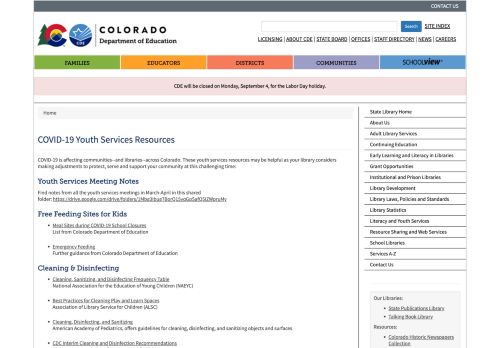 CONTACT US
COLORADO
Department of Education
CDE
Search
SITE INDEX
LICENSING | ABOUT CDE | STATE BOARD | OFFICES | STAFF DIRECTORY | NEWS | CAREERS
FAMILIES
EDUCATORS
DISTRICTS
COMMUNITIES
SCHOOLVIEW
CDE will be closed on Monday, September 4, for the Labor Day holiday.
Home
COVID-19 Youth Services Resources
COVID-19 is affecting communities--and libraries--across Colorado. These youth services resources may be helpful as your library considers
making adjustments to protect, serve and support your community at this challenging time:
Youth Services Meeting Notes
Find notes from all the youth services meetings in March-April in this shared
folder:
Free Feeding Sites for Kids
• Meal Sites during COVID-19 School Closures
List from Colorado Department of Education
• Emergency Feeding
Further guidance from Colorado Department of Education
Cleaning & Disinfecting
• Cleaning, Sanitizing, and Disinfecting Frequency Table
National Association for the Education of Young Children (NAEYC)
• Best Practices for Cleaning Play and Learn Spaces
Association of Library Service for Children (ALSC)
• Cleaning, Disinfecting, and Sanitizing
American Academy of Pediatrics, offers guidelines for cleaning, disinfecting, and sanitizing objects and surfaces
• CDC Interim Cleaning and Disinfection Recommendations
State Library Home
About Us
Adult Library Services
Continuing Education
Early Learning and Literacy in Libraries
Grant Opportunities
Institutional and Prison Libraries
Library Development
Library Laws, Policies and Standards
Library Statistics
Literacy and Youth Services
Resource Sharing and Web Services
School Libraries
Services A-Z
Contact Us
Our Libraries:
• State Publications Library
• Talking Book Library
Resources:
• Colorado Historic Newspapers
Collection